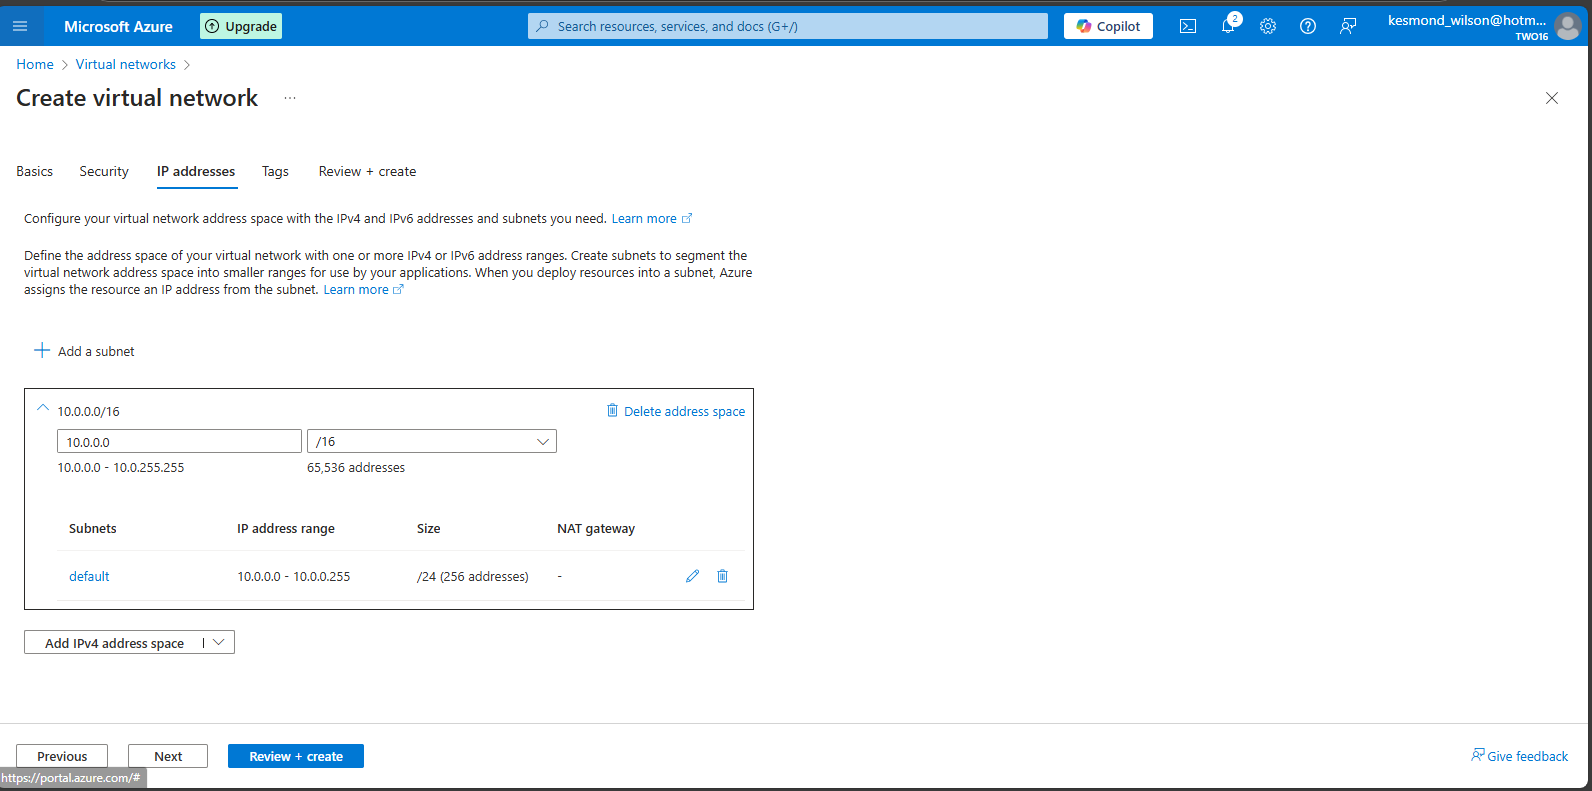 Microsoft Azure
Upgrade
Search resources, services, and docs (G+/)
Copilot
2
kesmond_wilson@hotm...
TWO16
Home > Virtual networks >
Create virtual network ...
Basics Security IP addresses Tags Review + create
Configure your virtual network address space with the IPv4 and IPv6 addresses and subnets you need. Learn more
Define the address space of your virtual network with one or more IPv4 or IPv6 address ranges. Create subnets to segment the
virtual network address space into smaller ranges for use by your applications. When you deploy resources into a subnet, Azure
assigns the resource an IP address from the subnet. Learn more
Add a subnet
10.0.0.0/16 Delete address space
10.0.0.0 /16
10.0.0.0 - 10.0.255.255 65,536 addresses
Subnets IP address range Size NAT gateway
default 10.0.0.0 - 10.0.0.255 /24 (256 addresses) -
Add IPv4 address space |
Previous Next Review + create Give feedback
https://portal.azure.com/#